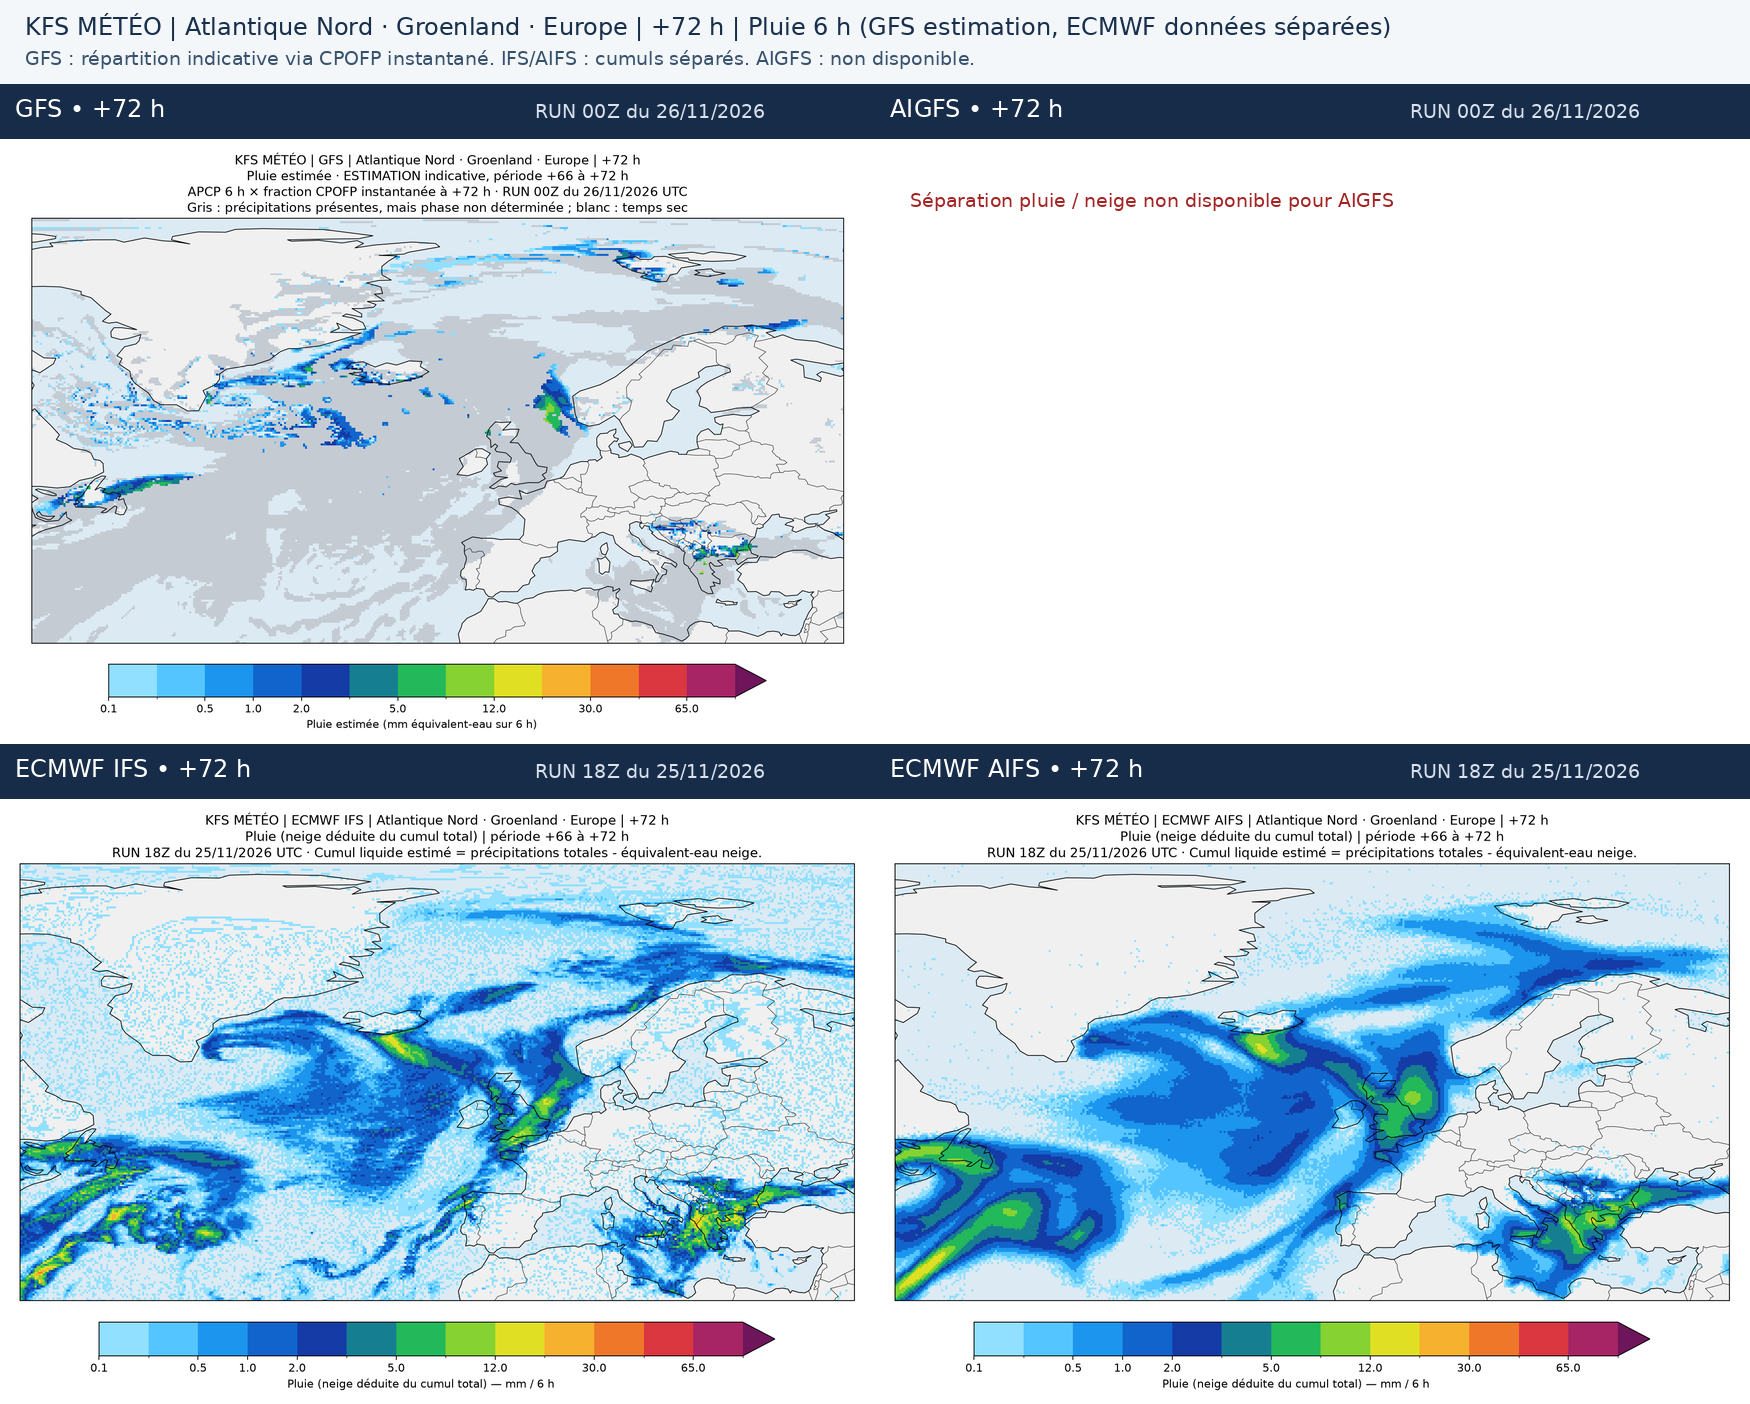 KFS MÉTÉO | Atlantique Nord · Groenland · Europe | +72 h | Pluie 6 h (GFS estimation, ECMWF données séparées)
GFS : répartition indicative via CPOFP instantané. IFS/AIFS : cumuls séparés. AIGFS : non disponible.
GFS • +72 h
RUN 00Z du 26/11/2026
AIGFS • +72 h
RUN 00Z du 26/11/2026
KFS MÉTÉO | GFS | Atlantique Nord · Groenland · Europe | +72 h
Pluie estimée · ESTIMATION indicative, période +66 à +72 h
APCP 6 h × fraction CPOFP instantanée à +72 h · RUN 00Z du 26/11/2026 UTC
Gris : précipitations présentes, mais phase non déterminée ; blanc : temps sec
Séparation pluie / neige non disponible pour AIGFS
0.1 0.5 1.0 2.0 5.0 12.0 30.0 65.0
Pluie estimée (mm équivalent-eau sur 6 h)
ECMWF IFS • +72 h
RUN 18Z du 25/11/2026
ECMWF AIFS • +72 h
RUN 18Z du 25/11/2026
KFS MÉTÉO | ECMWF IFS | Atlantique Nord · Groenland · Europe | +72 h
Pluie (neige déduite du cumul total) | période +66 à +72 h
RUN 18Z du 25/11/2026 UTC · Cumul liquide estimé = précipitations totales - équivalent-eau neige.
KFS MÉTÉO | ECMWF AIFS | Atlantique Nord · Groenland · Europe | +72 h
Pluie (neige déduite du cumul total) | période +66 à +72 h
RUN 18Z du 25/11/2026 UTC · Cumul liquide estimé = précipitations totales - équivalent-eau neige.
0.1 0.5 1.0 2.0 5.0 12.0 30.0 65.0
Pluie (neige déduite du cumul total) — mm / 6 h
0.1 0.5 1.0 2.0 5.0 12.0 30.0 65.0
Pluie (neige déduite du cumul total) — mm / 6 h